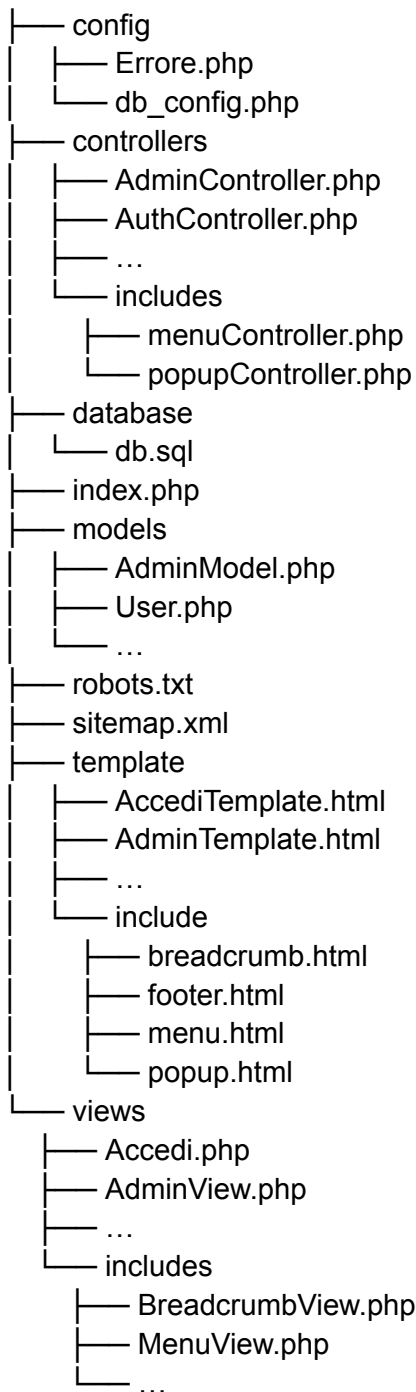 ├── config
│   ├── Errore.php
│   └── db_config.php
├── controllers
│   ├── AdminController.php
│   ├── AuthController.php
│   ├── …
│   └── includes
│       ├── menuController.php
│       └── popupController.php
├── database
│   └── db.sql
├── index.php
├── models
│   ├── AdminModel.php
│   ├── User.php
│   └── …
├── robots.txt
├── sitemap.xml
├── template
│   ├── AccediTemplate.html
│   ├── AdminTemplate.html
│   ├── …
│   └── include
│       ├── breadcrumb.html
│       ├── footer.html
│       ├── menu.html
│       └── popup.html
└── views
    ├── Accedi.php
    ├── AdminView.php
    ├── …
    └── includes
        ├── BreadcrumbView.php
        ├── MenuView.php
        └── …